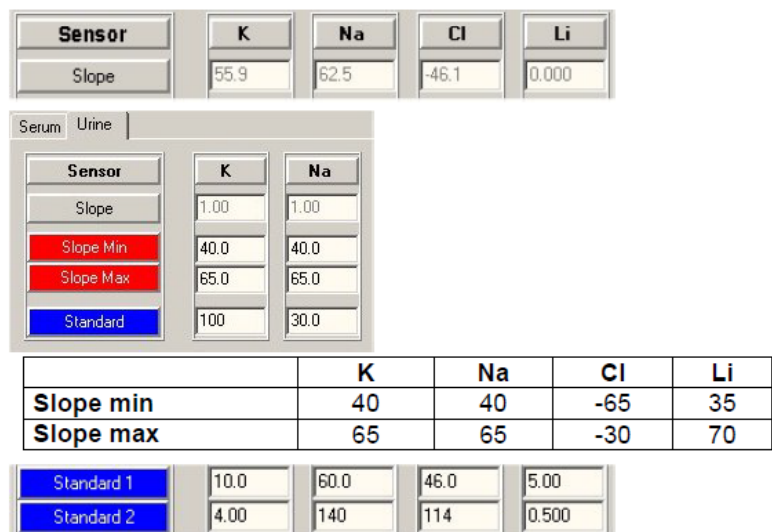 Sensor K Na Cl Li
Slope 55.9 62.5 -46.1 0.000
Serum Urine
Sensor K Na
Slope 1.00 1.00
Slope Min 40.0 40.0
Slope Max 65.0 65.0
Standard 100 30.0
K Na Cl Li
Slope min 40 40 -65 35
Slope max 65 65 -30 70
Standard 1 10.0 60.0 46.0 5.00
Standard 2 4.00 140 114 0.500